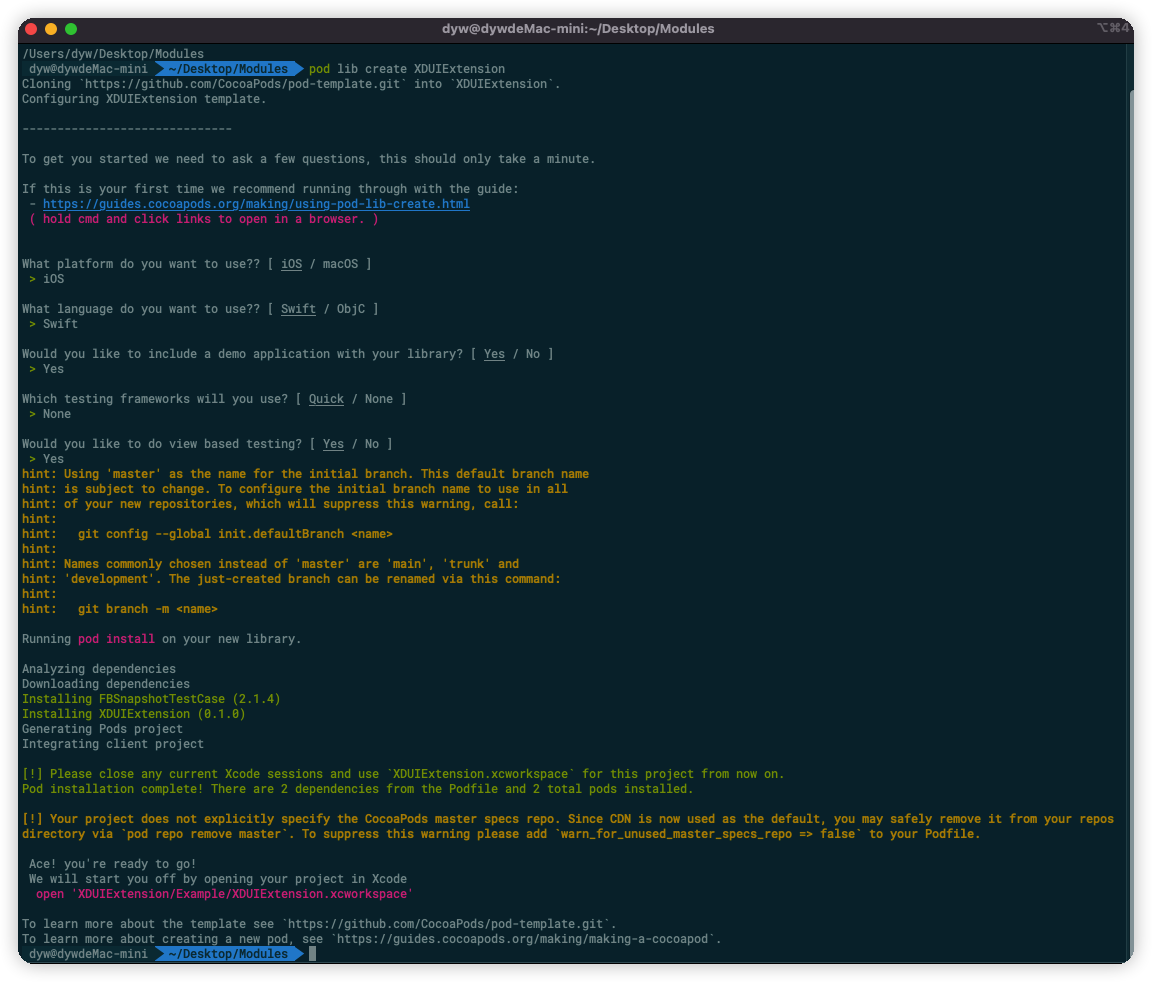 dyw@dywdeMac-mini:~/Desktop/Modules
⌥⌘4
/Users/dyw/Desktop/Modules
dyw@dywdeMac-mini ~/Desktop/Modules pod lib create XDUIExtension
Cloning `https://github.com/CocoaPods/pod-template.git` into `XDUIExtension`.
Configuring XDUIExtension template.
------------------------------
To get you started we need to ask a few questions, this should only take a minute.
If this is your first time we recommend running through with the guide:
- https://guides.cocoapods.org/making/using-pod-lib-create.html
( hold cmd and click links to open in a browser. )
What platform do you want to use?? [ iOS / macOS ]
> iOS
What language do you want to use?? [ Swift / ObjC ]
> Swift
Would you like to include a demo application with your library? [ Yes / No ]
> Yes
Which testing frameworks will you use? [ Quick / None ]
> None
Would you like to do view based testing? [ Yes / No ]
> Yes
hint: Using 'master' as the name for the initial branch. This default branch name
hint: is subject to change. To configure the initial branch name to use in all
hint: of your new repositories, which will suppress this warning, call:
hint:
hint:   git config --global init.defaultBranch <name>
hint:
hint: Names commonly chosen instead of 'master' are 'main', 'trunk' and
hint: 'development'. The just-created branch can be renamed via this command:
hint:
hint:   git branch -m <name>
Running pod install on your new library.
Analyzing dependencies
Downloading dependencies
Installing FBSnapshotTestCase (2.1.4)
Installing XDUIExtension (0.1.0)
Generating Pods project
Integrating client project
[!] Please close any current Xcode sessions and use `XDUIExtension.xcworkspace` for this project from now on.
Pod installation complete! There are 2 dependencies from the Podfile and 2 total pods installed.
[!] Your project does not explicitly specify the CocoaPods master specs repo. Since CDN is now used as the default, you may safely remove it from your repos
directory via `pod repo remove master`. To suppress this warning please add `warn_for_unused_master_specs_repo => false` to your Podfile.
Ace! you're ready to go!
We will start you off by opening your project in Xcode
open 'XDUIExtension/Example/XDUIExtension.xcworkspace'
To learn more about the template see `https://github.com/CocoaPods/pod-template.git`.
To learn more about creating a new pod, see `https://guides.cocoapods.org/making/making-a-cocoapod`.
dyw@dywdeMac-mini ~/Desktop/Modules